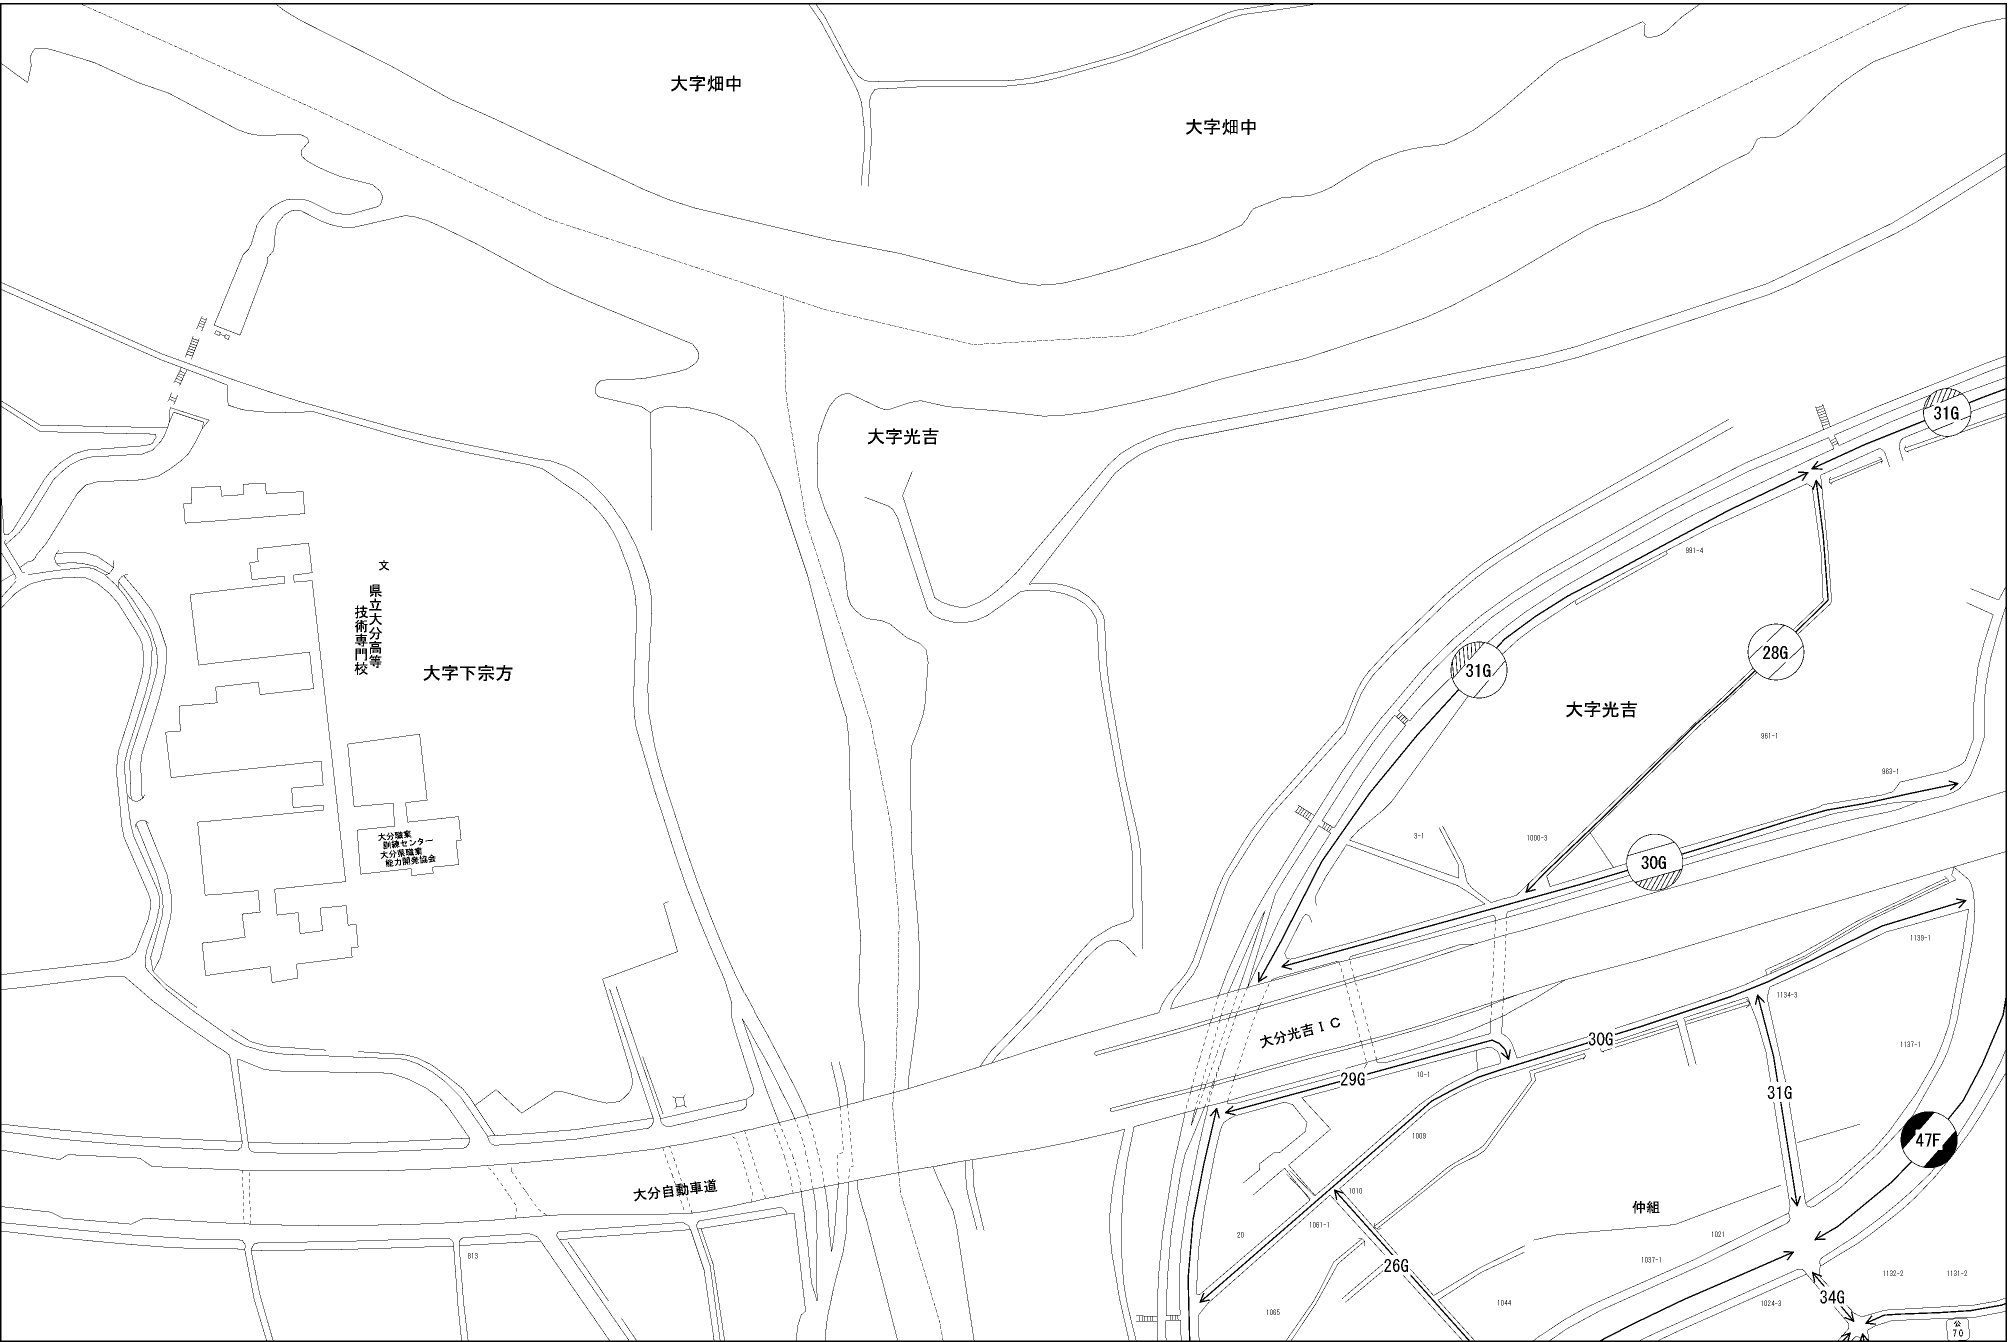 大字畑中
大字畑中
31G
大字光吉
991-4
文
県立大分高等
技術専門校
大字下宗方
31G
28G
大字光吉
961-1
963-1
大分職業
訓練センター
大分県職業
能力開発協会
3-1
1000-3
30G
1139-1
1134-3
大分光吉IC
30G
1137-1
29G
10-1
31G
1009
47F
大分自動車道
1010
仲組
20
1061-1
1021
813
1037-1
26G
1132-2
1131-2
34G
1044
1024-3
1065
公
70